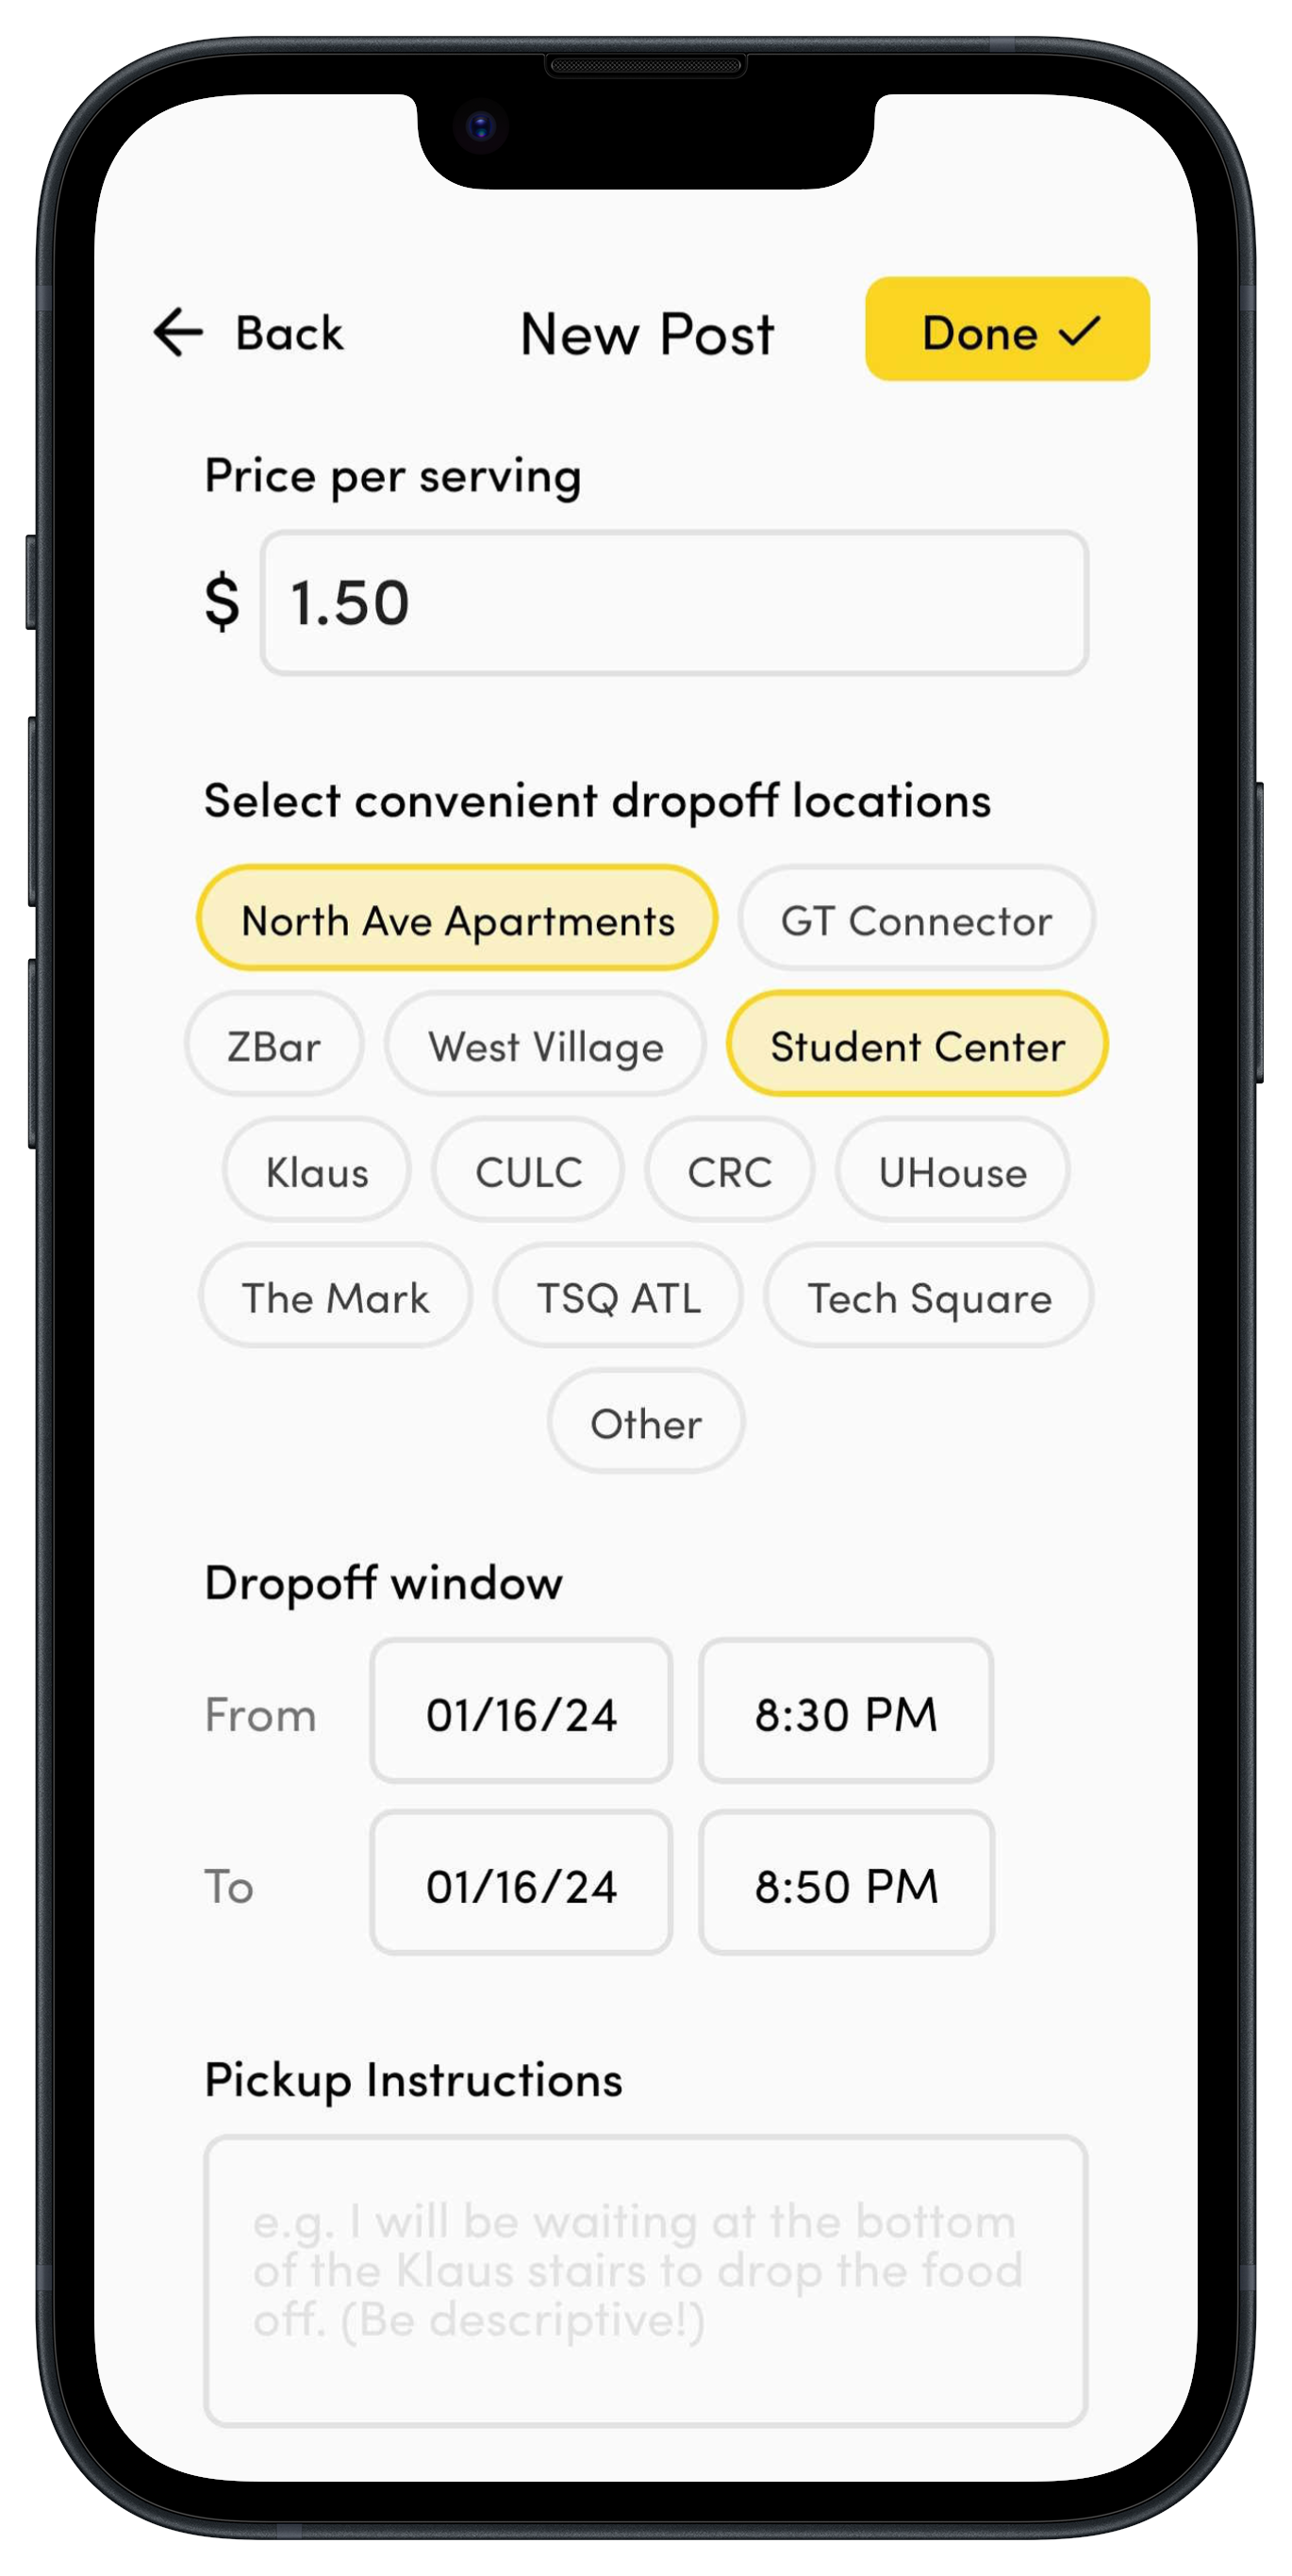 Back New Post Done
Price per serving
$ 1.50
Select convenient dropoff locations
North Ave Apartments GT Connector
ZBar West Village Student Center
Klaus CULC CRC UHouse
The Mark TSQ ATL Tech Square
Other
Dropoff window
From 01/16/24 8:30 PM
To 01/16/24 8:50 PM
Pickup Instructions
e.g. I will be waiting at the bottom
of the Klaus stairs to drop the food
off. (Be descriptive!)